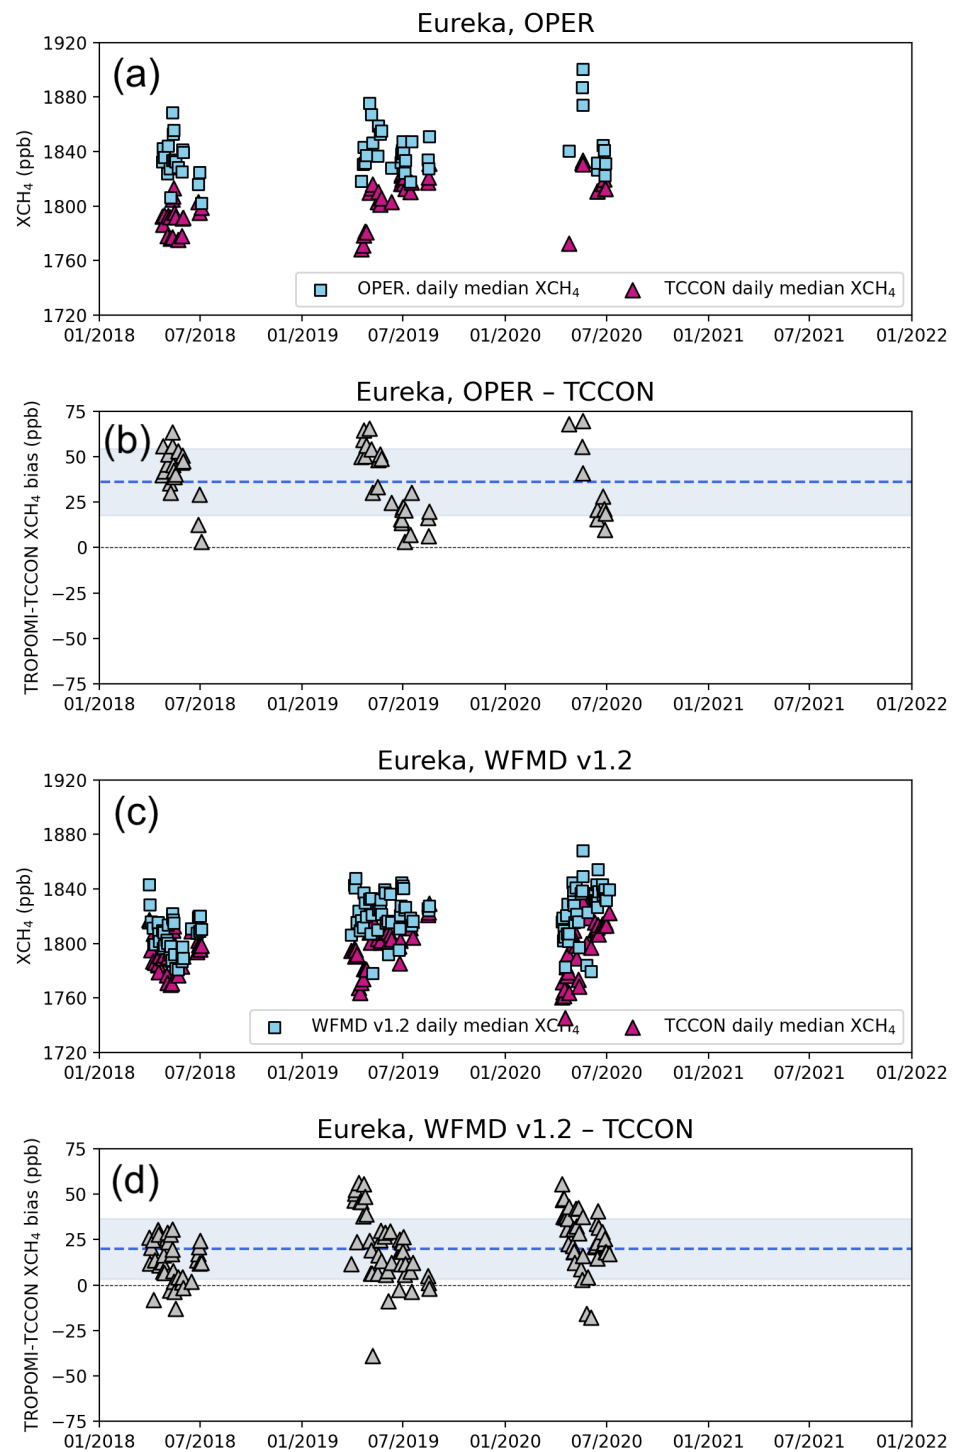 Eureka, OPER
(a)
XCH₄ (ppb)
1920
1880
1840
1800
1760
1720
OPER. daily median XCH₄
TCCON daily median XCH₄
01/2018 07/2018 01/2019 07/2019 01/2020 07/2020 01/2021 07/2021 01/2022
Eureka, OPER – TCCON
(b)
TROPOMI-TCCON XCH₄ bias (ppb)
75
50
25
0
−25
−50
−75
01/2018 07/2018 01/2019 07/2019 01/2020 07/2020 01/2021 07/2021 01/2022
Eureka, WFMD v1.2
(c)
XCH₄ (ppb)
1920
1880
1840
1800
1760
1720
WFMD v1.2 daily median XCH₄
TCCON daily median XCH₄
01/2018 07/2018 01/2019 07/2019 01/2020 07/2020 01/2021 07/2021 01/2022
Eureka, WFMD v1.2 – TCCON
(d)
TROPOMI-TCCON XCH₄ bias (ppb)
75
50
25
0
−25
−50
−75
01/2018 07/2018 01/2019 07/2019 01/2020 07/2020 01/2021 07/2021 01/2022